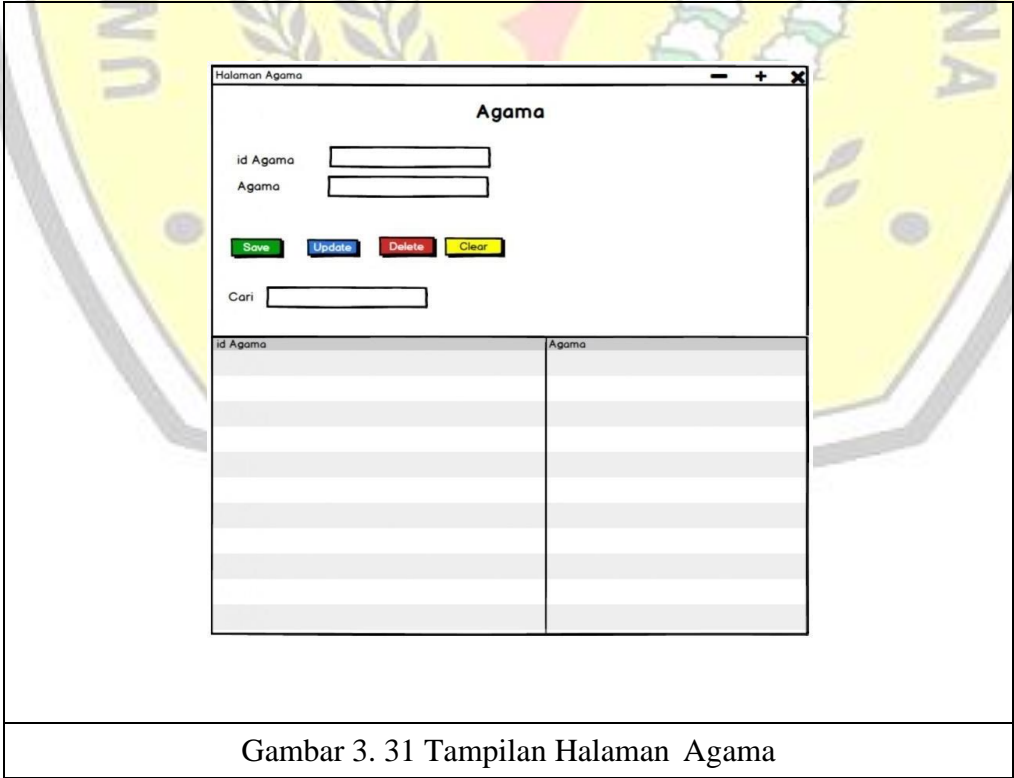 Halaman Agama
Agama
id Agama
Agama
Save Update Delete Clear
Cari
id Agama Agama
Gambar 3. 31 Tampilan Halaman Agama